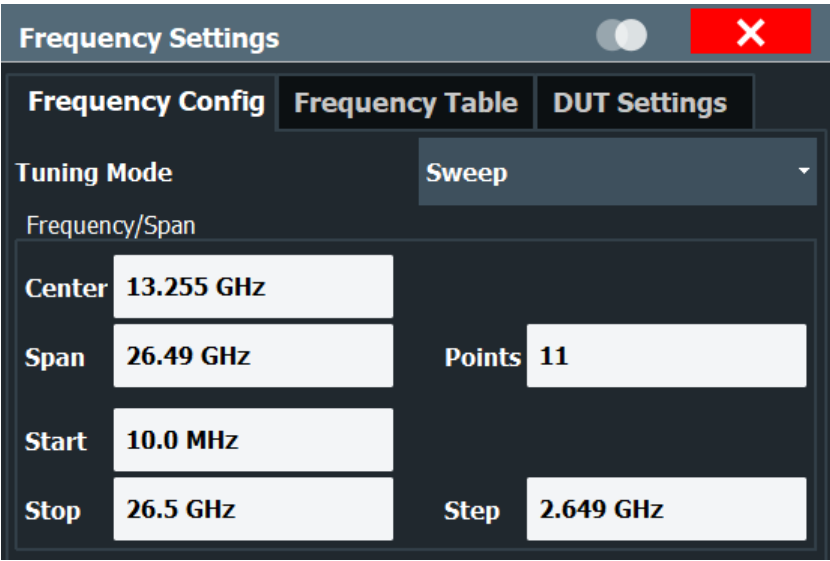 Frequency Settings
Frequency Config Frequency Table DUT Settings
Tuning Mode Sweep
Frequency/Span
Center 13.255 GHz
Span 26.49 GHz Points 11
Start 10.0 MHz
Stop 26.5 GHz Step 2.649 GHz